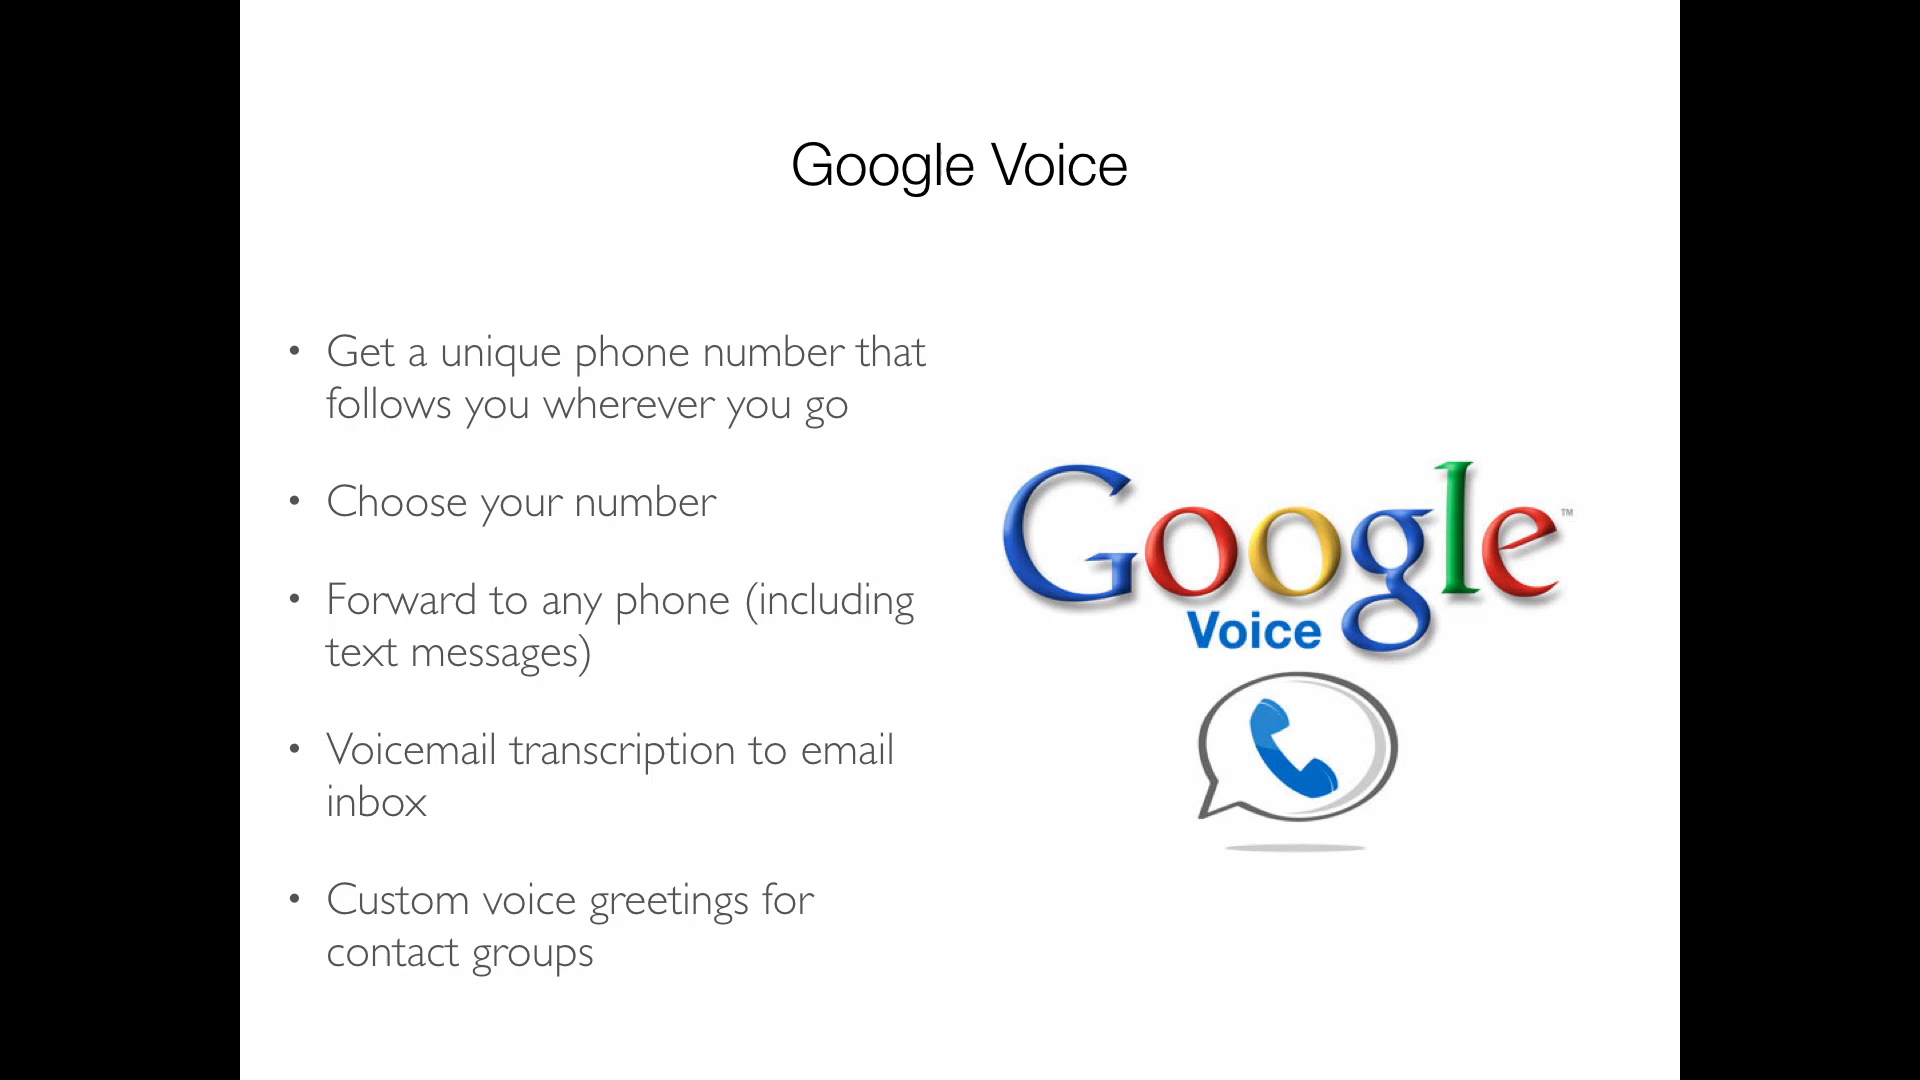 Google Voice
• Get a unique phone number that
follows you wherever you go
• Choose your number
• Forward to any phone (including
text messages)
• Voicemail transcription to email
inbox
• Custom voice greetings for
contact groups
Google™
Voice